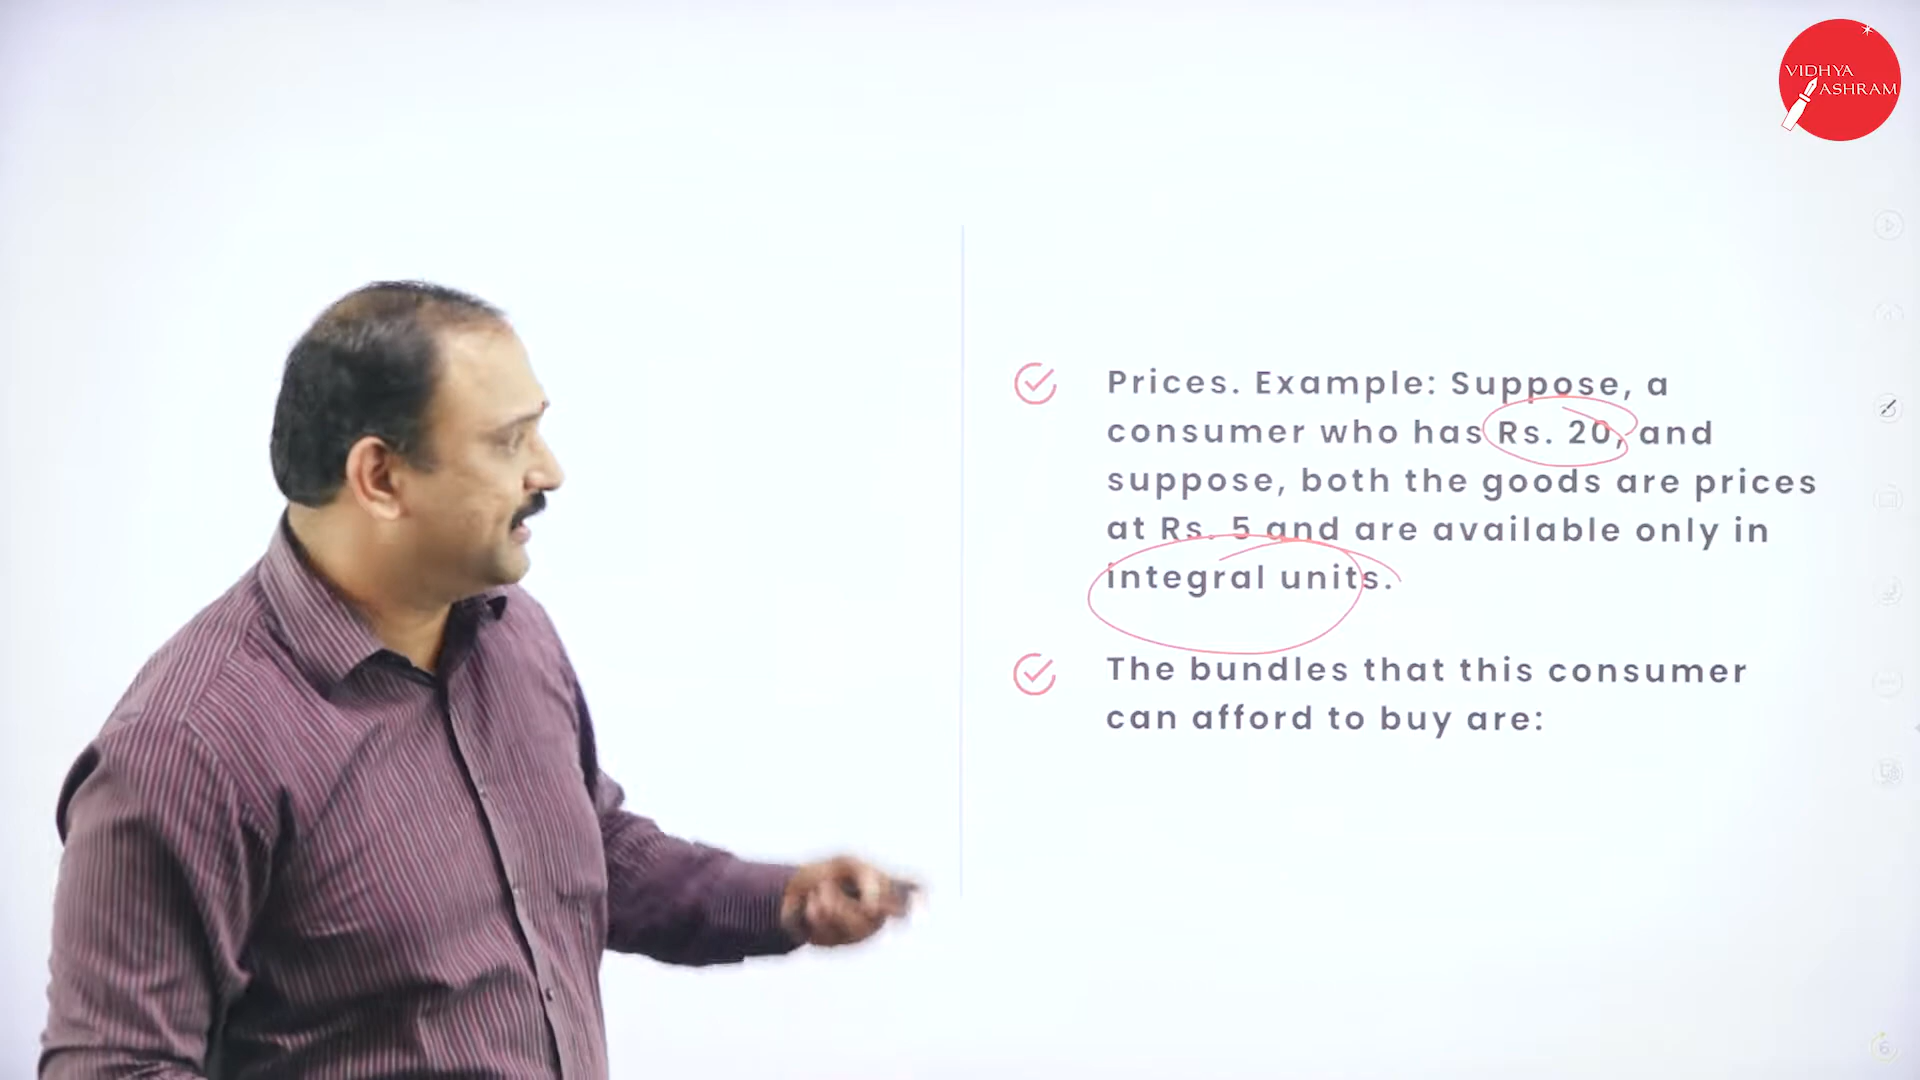 VIDHYA
ASHRAM
Prices. Example: Suppose, a
consumer who has Rs. 20, and
suppose, both the goods are prices
at Rs. 5 and are available only in
integral units.
The bundles that this consumer
can afford to buy are: